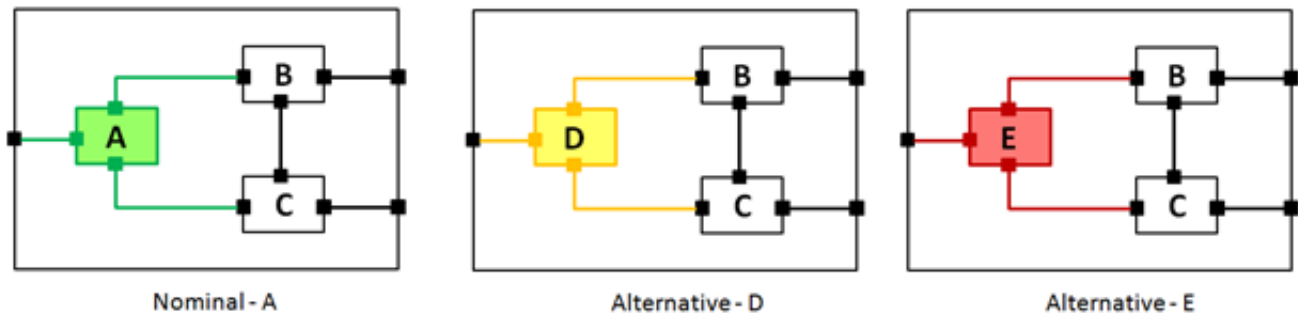 B
A
C
Nominal - A
B
D
C
Alternative - D
B
E
C
Alternative - E